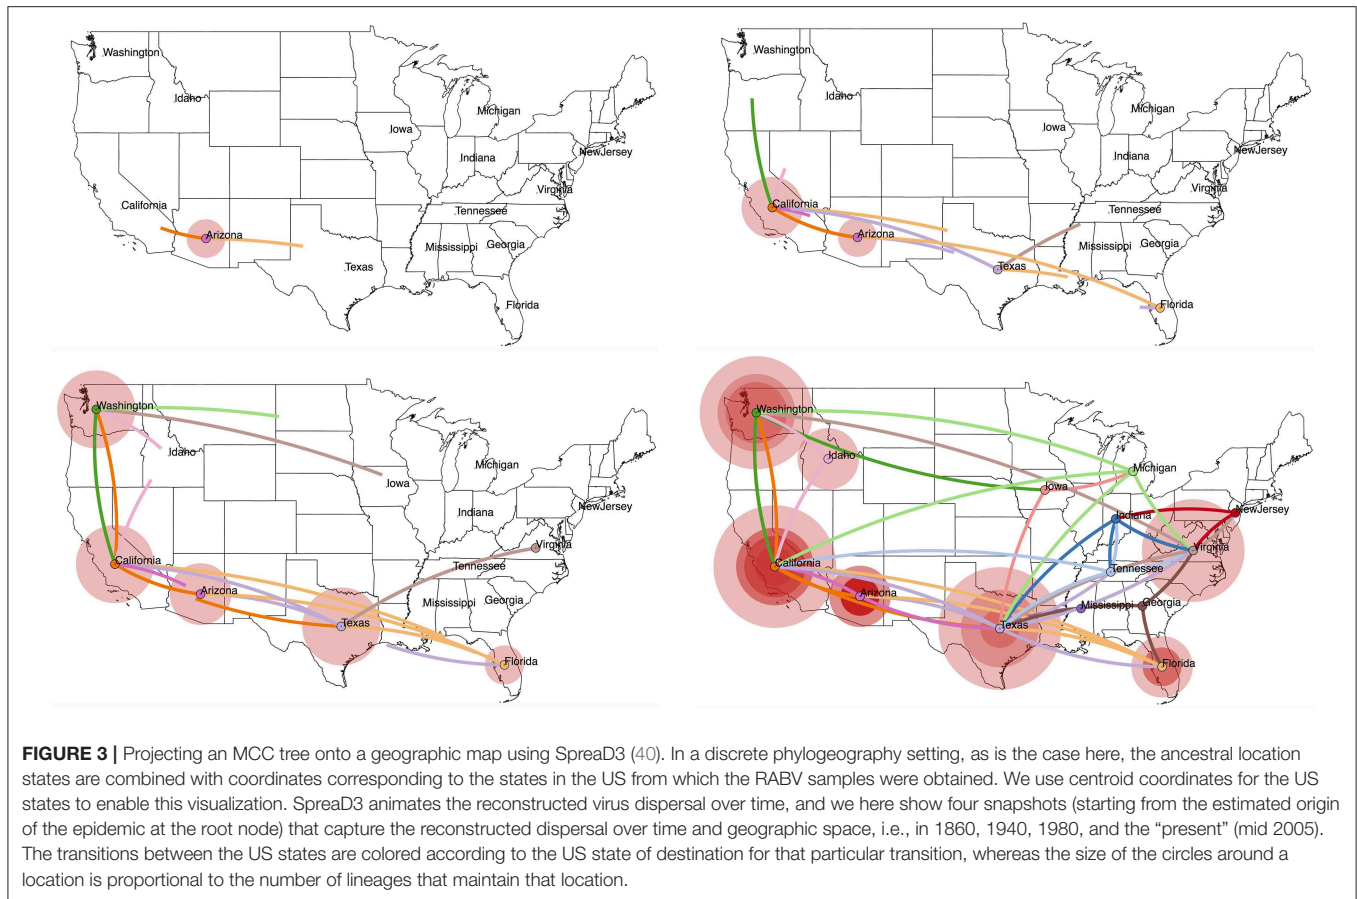 Washington
Idaho
Michigan
Iowa
Indiana
NewJersey
Virginia
California
Tennessee
Arizona
Mississippi
Georgia
Texas
Florida
Washington
Idaho
Michigan
Iowa
Indiana
NewJersey
Virginia
California
Tennessee
Arizona
Mississippi
Georgia
Texas
Florida
Washington
Idaho
Michigan
Iowa
Indiana
NewJersey
Virginia
California
Tennessee
Arizona
Mississippi
Georgia
Texas
Florida
Washington
Idaho
Michigan
Iowa
Indiana
NewJersey
Virginia
California
Tennessee
Arizona
Mississippi
Georgia
Texas
Florida
FIGURE 3 | Projecting an MCC tree onto a geographic map using SpreaD3 (40). In a discrete phylogeography setting, as is the case here, the ancestral location
states are combined with coordinates corresponding to the states in the US from which the RABV samples were obtained. We use centroid coordinates for the US
states to enable this visualization. SpreaD3 animates the reconstructed virus dispersal over time, and we here show four snapshots (starting from the estimated origin
of the epidemic at the root node) that capture the reconstructed dispersal over time and geographic space, i.e., in 1860, 1940, 1980, and the “present” (mid 2005).
The transitions between the US states are colored according to the US state of destination for that particular transition, whereas the size of the circles around a
location is proportional to the number of lineages that maintain that location.